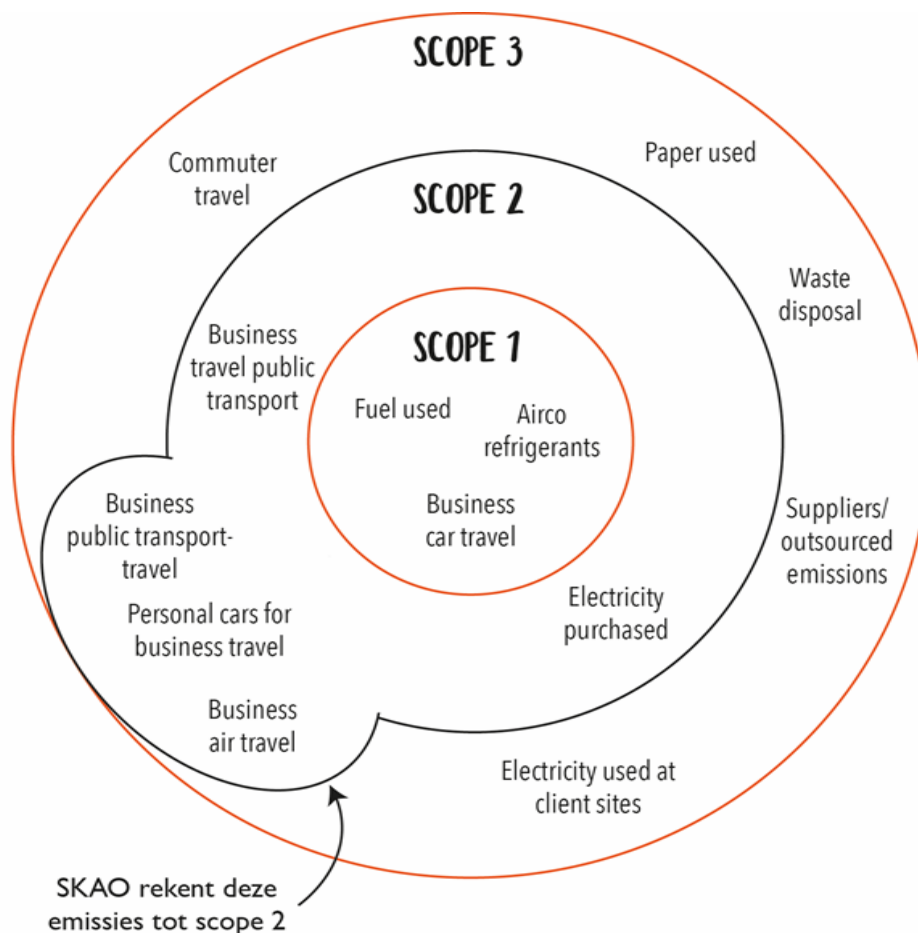 SCOPE 3
Commuter
travel
Paper used
SCOPE 2
Waste
disposal
Business
travel public
transport
SCOPE 1
Fuel used
Airco
refrigerants
Business
car travel
Business
public transport-
travel
Suppliers/
outsourced
emissions
Personal cars for
business travel
Electricity
purchased
Business
air travel
Electricity used at
client sites
SKAO rekent deze
emissies tot scope 2